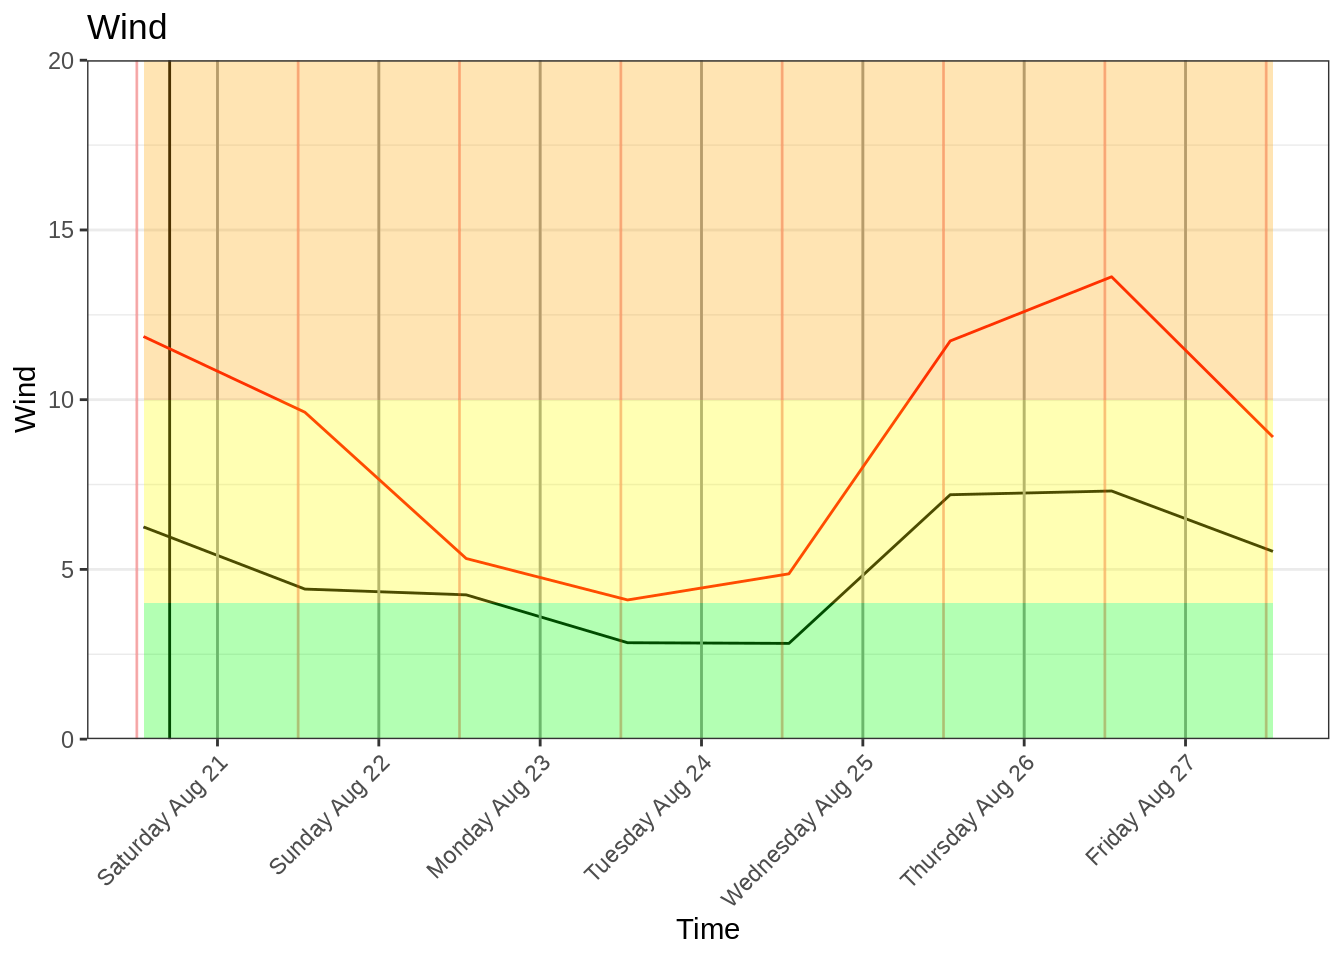 Wind
20
15
10
5
0
Wind
Saturday Aug 21
Sunday Aug 22
Monday Aug 23
Tuesday Aug 24
Wednesday Aug 25
Thursday Aug 26
Friday Aug 27
Time